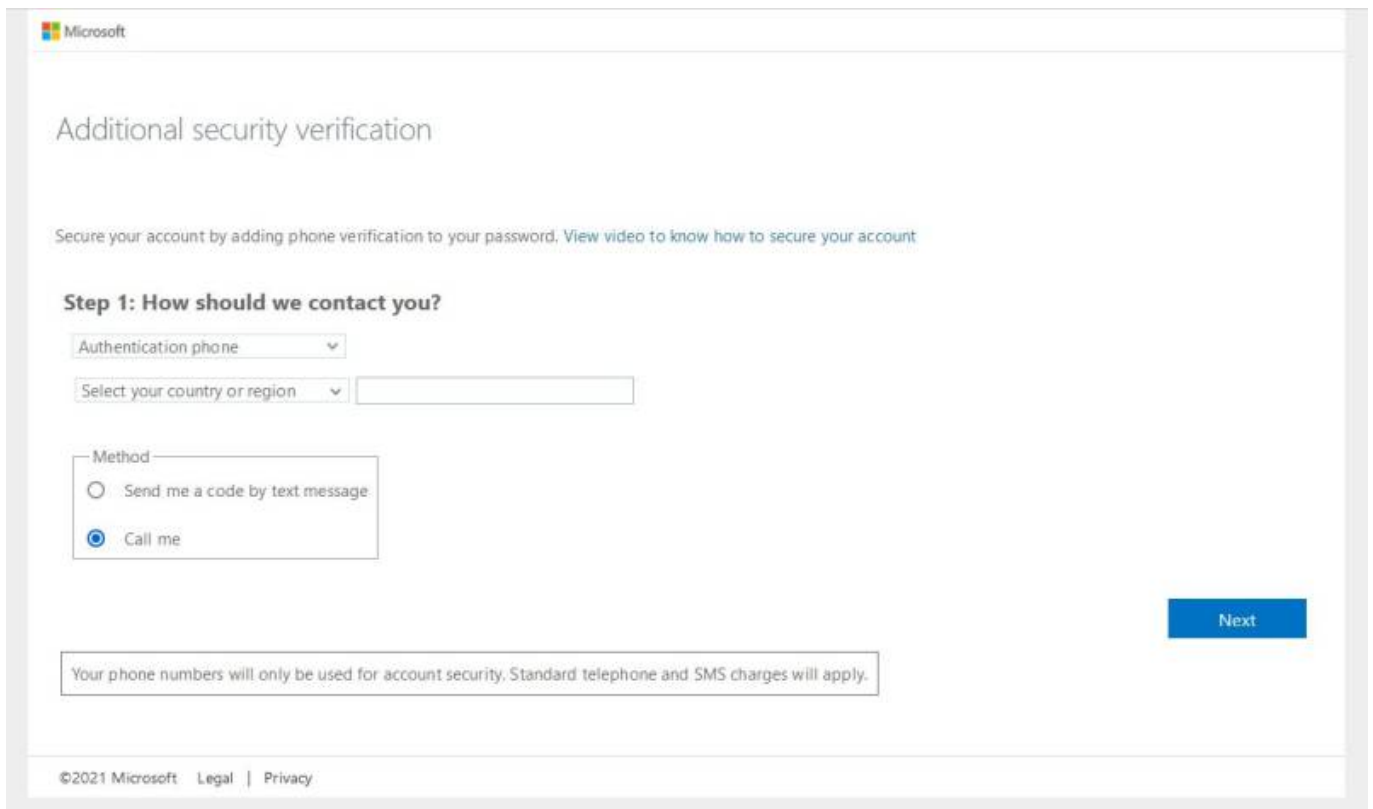 Microsoft
Additional security verification
Secure your account by adding phone verification to your password. View video to know how to secure your account
Step 1: How should we contact you?
Authentication phone
Select your country or region
Method
Send me a code by text message
Call me
Next
Your phone numbers will only be used for account security. Standard telephone and SMS charges will apply.
©2021 Microsoft Legal | Privacy